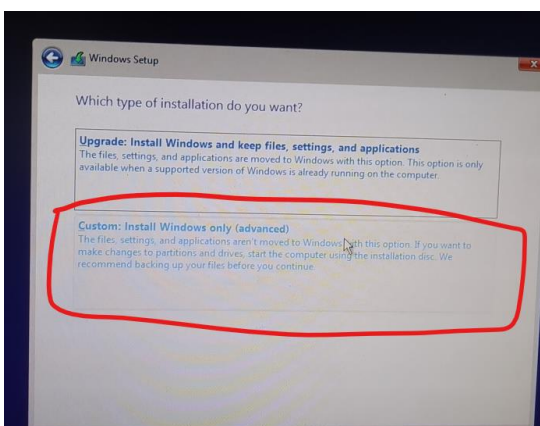 Windows Setup
Which type of installation do you want?
Upgrade: Install Windows and keep files, settings, and applications
The files, settings, and applications are moved to Windows with this option. This option is only
available when a supported version of Windows is already running on the computer.
Custom: Install Windows only (advanced)
The files, settings, and applications aren't moved to Windows with this option. If you want to
make changes to partitions and drives, start the computer using the installation disc. We
recommend backing up your files before you continue.